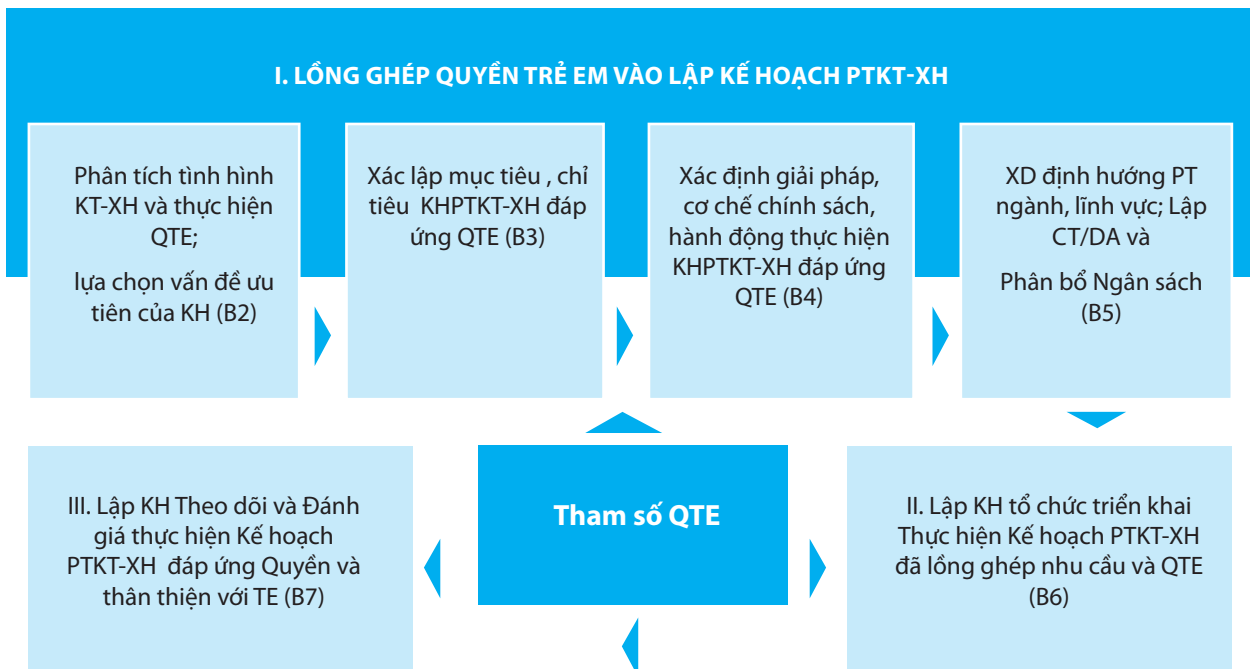 I. LỒNG GHÉP QUYỀN TRẺ EM VÀO LẬP KẾ HOẠCH PTKT-XH
Phân tích tình hình
KT-XH và thực hiện
QTE;
lựa chọn vấn đề ưu
tiên của KH (B2)
Xác lập mục tiêu , chỉ
tiêu KHPTKT-XH đáp
ứng QTE (B3)
Xác định giải pháp,
cơ chế chính sách,
hành động thực hiện
KHPTKT-XH đáp ứng
QTE (B4)
XD định hướng PT
ngành, lĩnh vực; Lập
CT/DA và
Phân bổ Ngân sách
(B5)
III. Lập KH Theo dõi và Đánh
giá thực hiện Kế hoạch
PTKT-XH đáp ứng Quyền và
thân thiện với TE (B7)
Tham số QTE
II. Lập KH tổ chức triển khai
Thực hiện Kế hoạch PTKT-XH
đã lồng ghép nhu cầu và QTE
(B6)